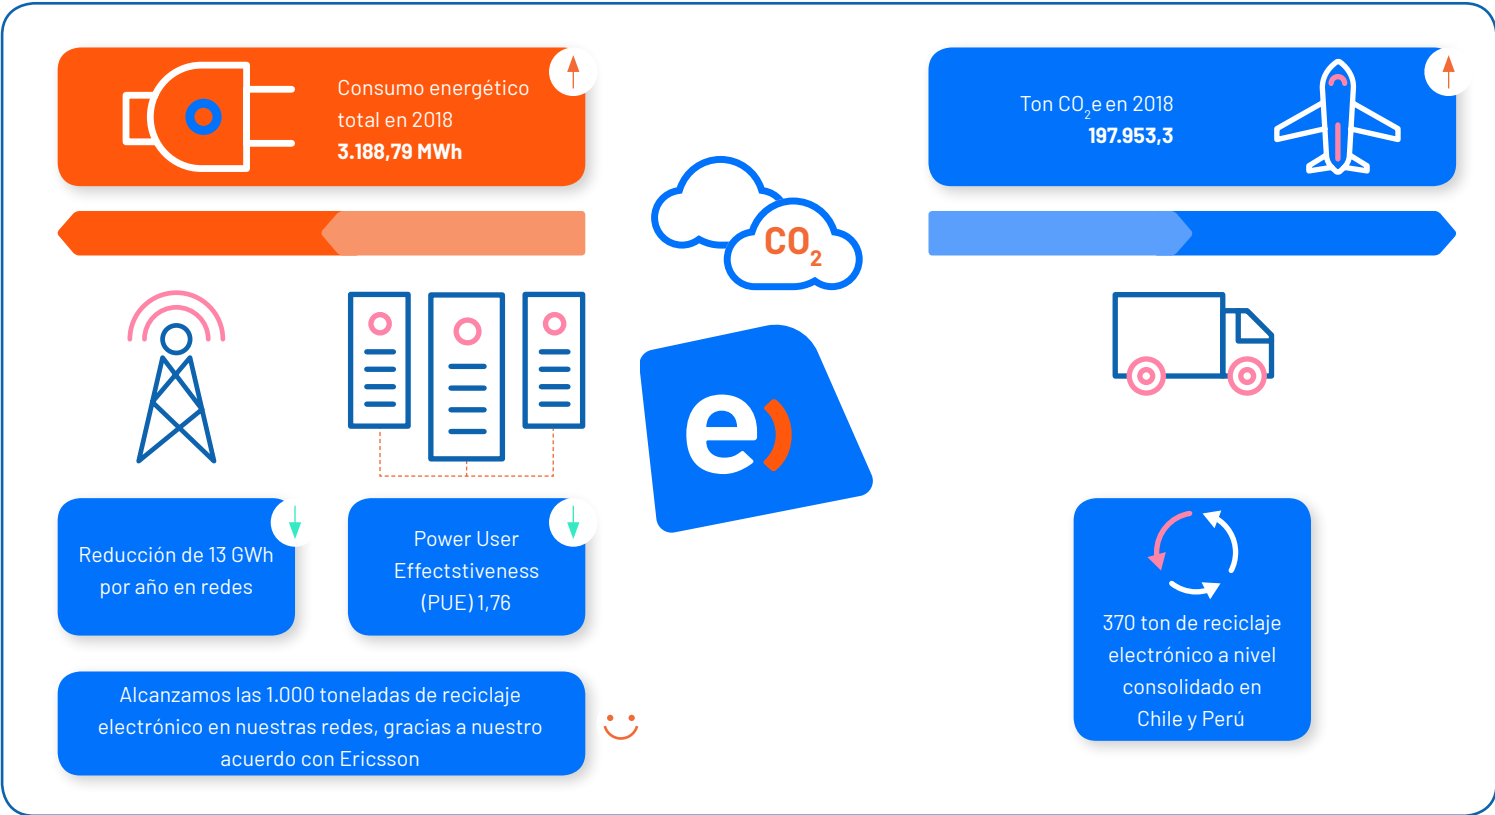 Consumo energético
total en 2018
3.188,79 MWh
Ton CO₂e en 2018
197.953,3
CO₂
e)
Reducción de 13 GWh
por año en redes
Power User
Effectstiveness
(PUE) 1,76
Alcanzamos las 1.000 toneladas de reciclaje
electrónico en nuestras redes, gracias a nuestro
acuerdo con Ericsson
370 ton de reciclaje
electrónico a nivel
consolidado en
Chile y Perú